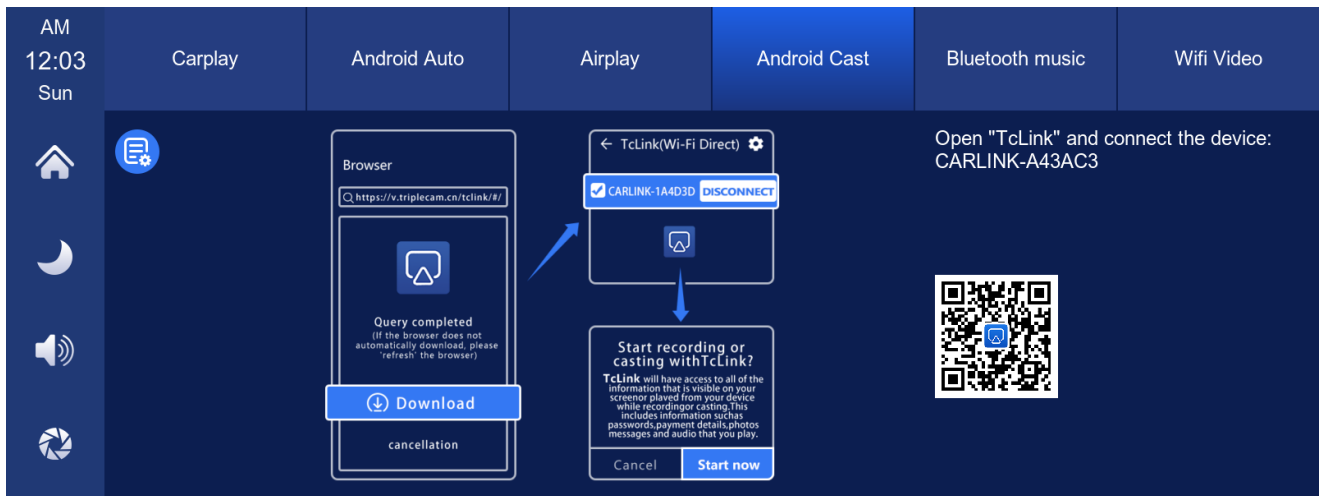 AM
12:03
Sun
Carplay
Android Auto
Airplay
Android Cast
Bluetooth music
Wifi Video
Browser
https://v.triplecam.cn/tclink/#/
Query completed
(If the browser does not
automatically download, please
'refresh' the browser)
Download
cancellation
TcLink(Wi-Fi Direct)
CARLINK-1A4D3D
DISCONNECT
Start recording or
casting withTcLink?
TcLink will have access to all of the
information that is visible on your
screenor plaved from your device
while recordingor casting.This
includes information suchas
passwords,payment details,photos
messages and audio that you play.
Cancel
Start now
Open "TcLink" and connect the device:
CARLINK-A43AC3